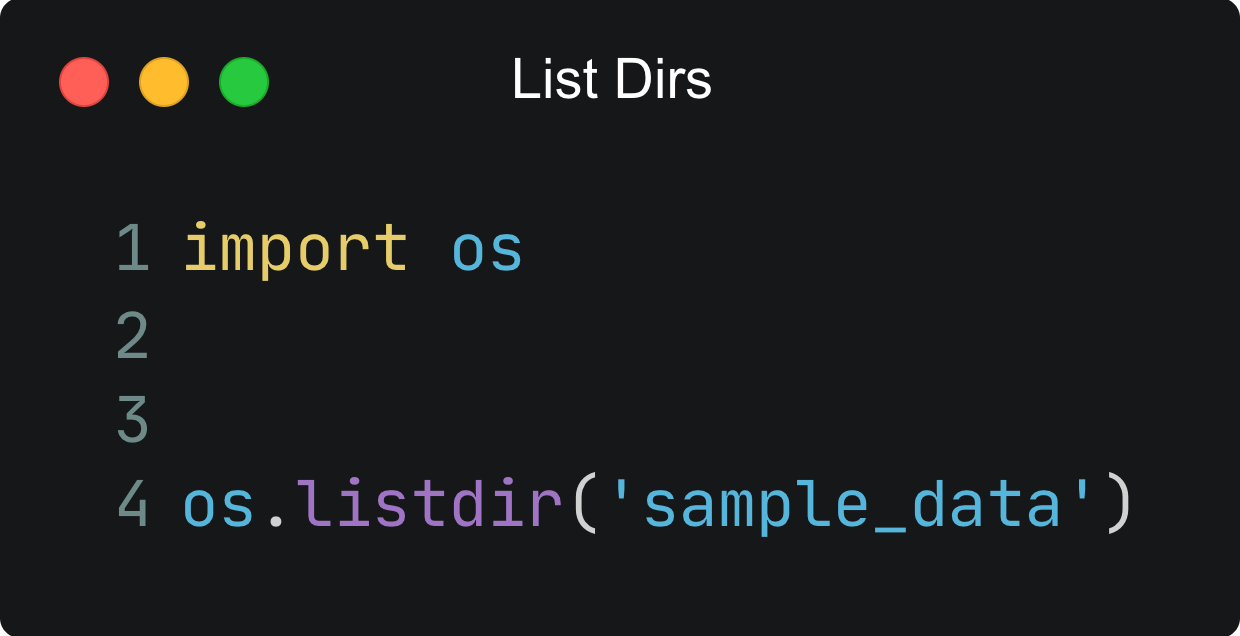 List Dirs
1 import os
2
3
4 os.listdir('sample_data')